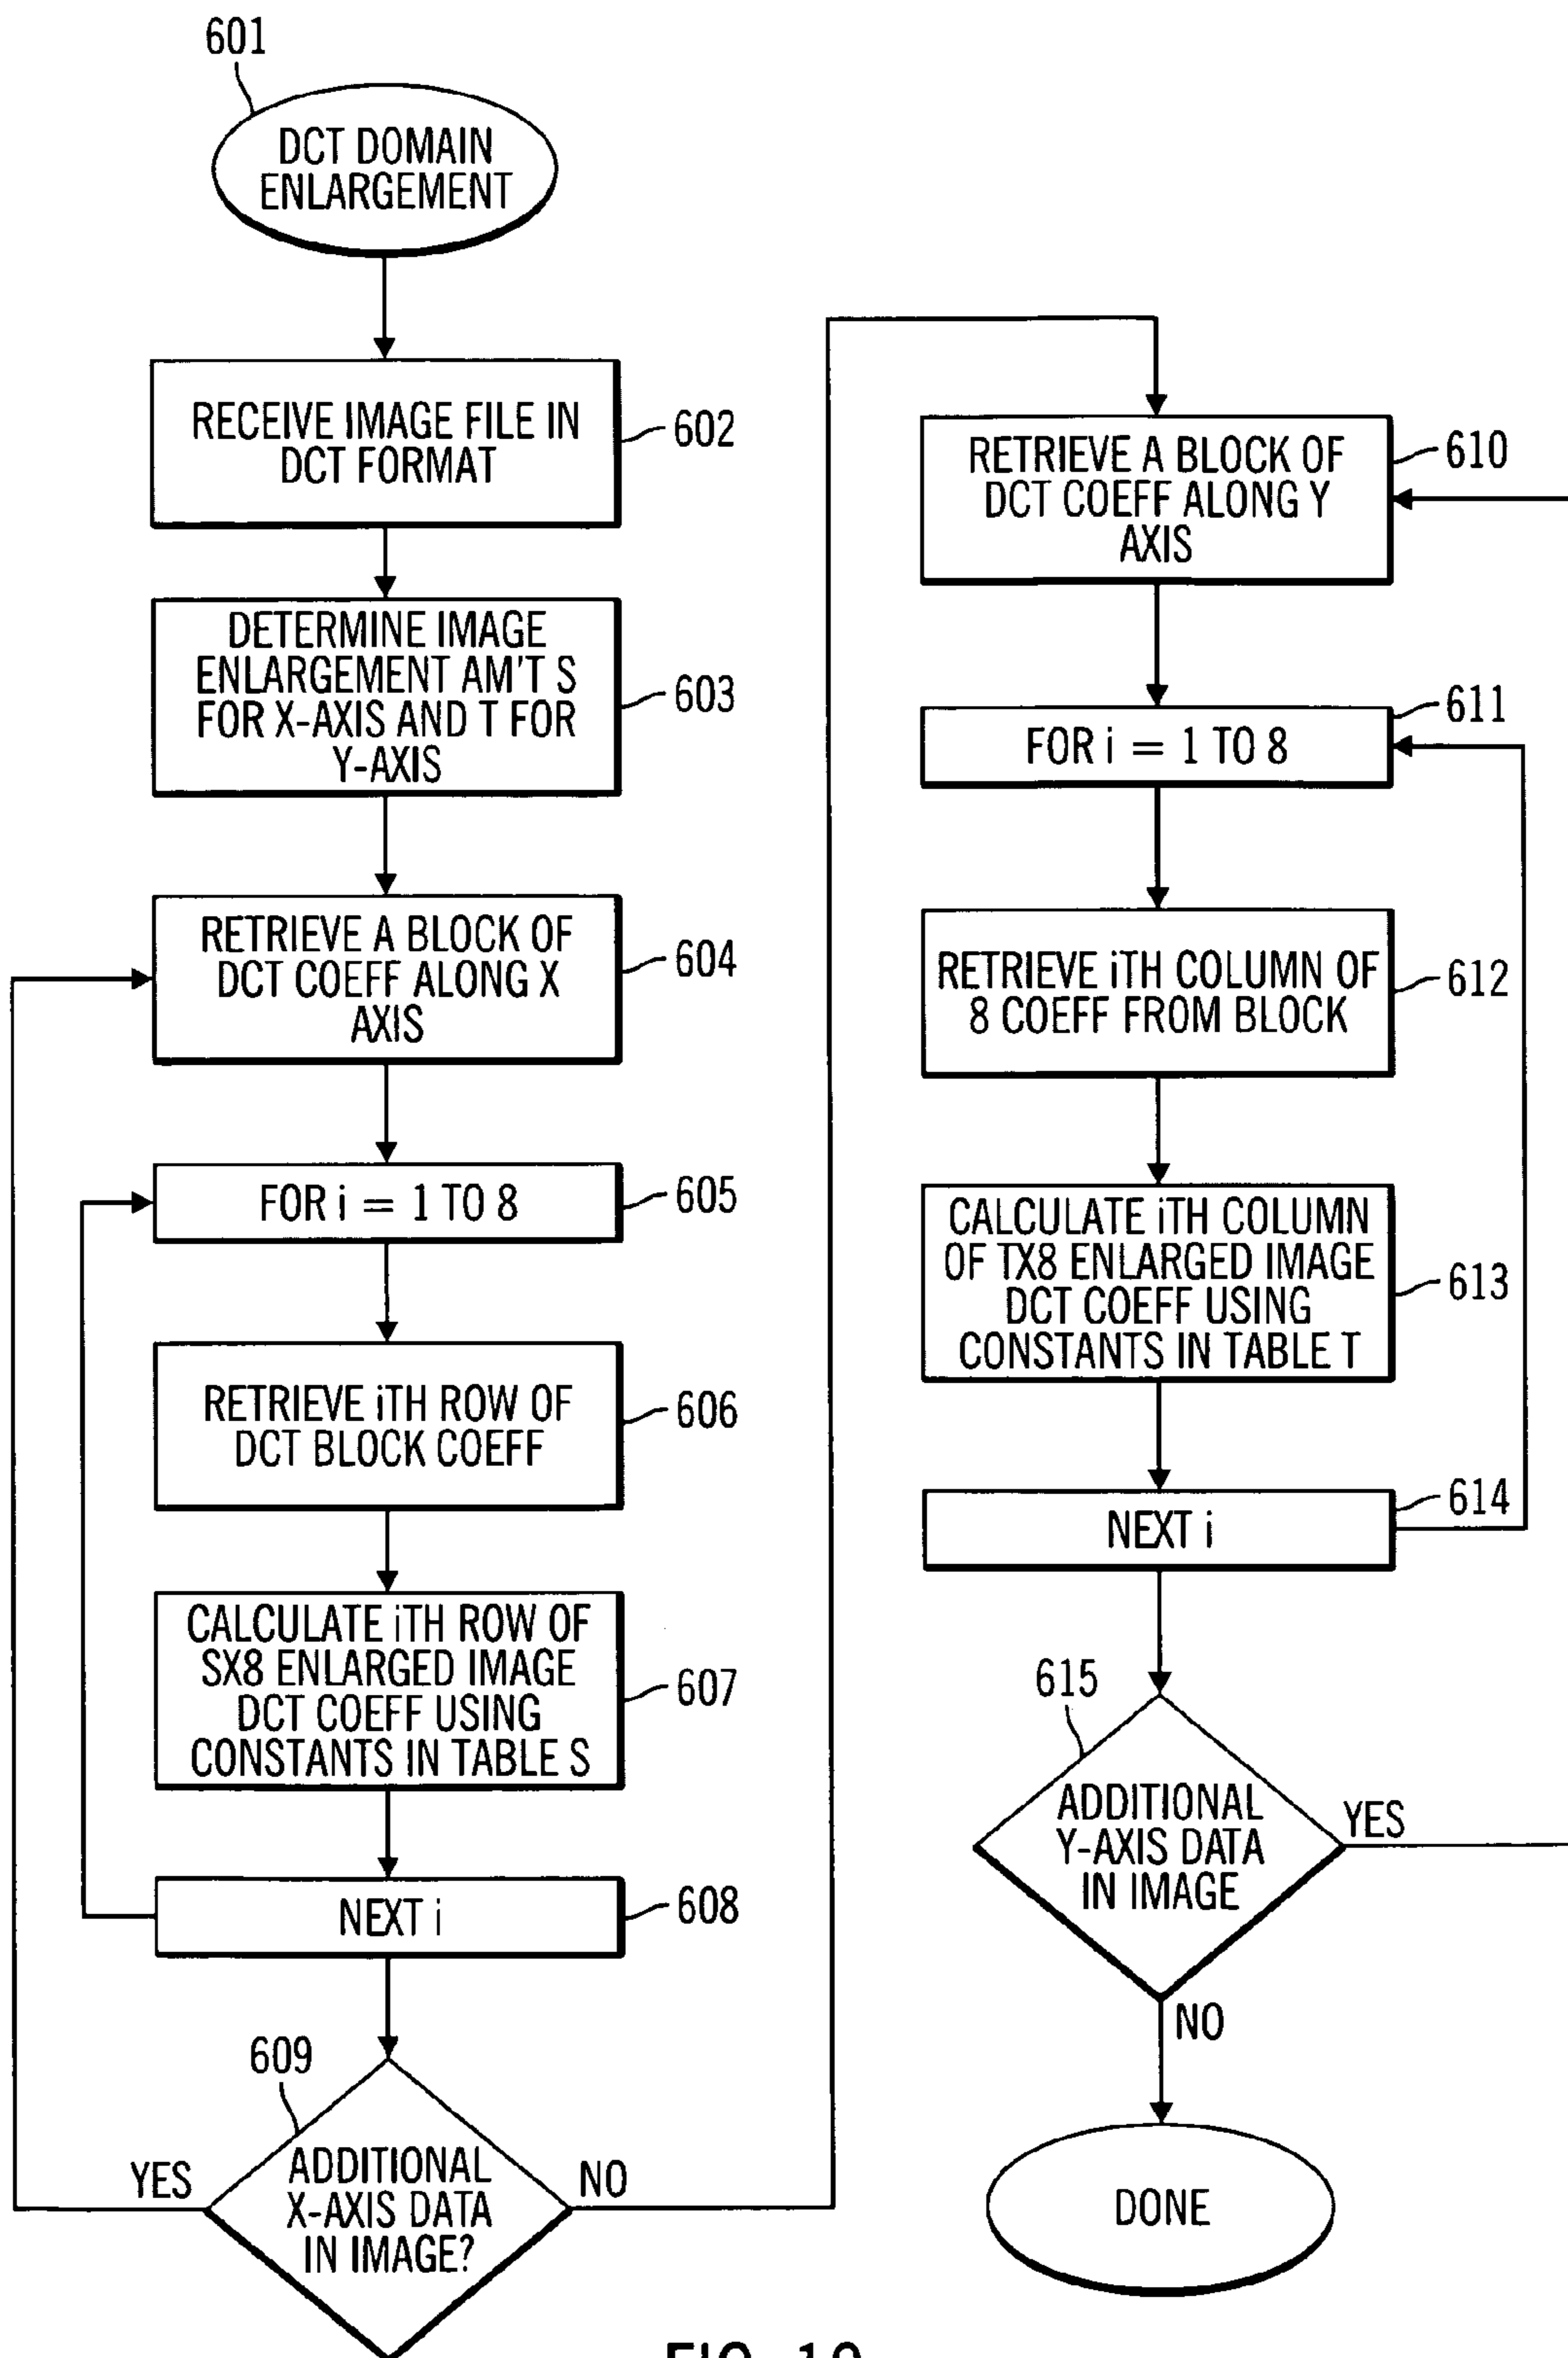 601
DCT DOMAIN
ENLARGEMENT
RECEIVE IMAGE FILE IN
DCT FORMAT
602
DETERMINE IMAGE
ENLARGEMENT AM'T S
FOR X-AXIS AND T FOR
Y-AXIS
603
RETRIEVE A BLOCK OF
DCT COEFF ALONG X
AXIS
604
FOR i = 1 TO 8
605
RETRIEVE iTH ROW OF
DCT BLOCK COEFF
606
CALCULATE iTH ROW OF
SX8 ENLARGED IMAGE
DCT COEFF USING
CONSTANTS IN TABLE S
607
NEXT i
608
609
ADDITIONAL
X-AXIS DATA
IN IMAGE?
YES
NO
RETRIEVE A BLOCK OF
DCT COEFF ALONG Y
AXIS
610
FOR i = 1 TO 8
611
RETRIEVE iTH COLUMN OF
8 COEFF FROM BLOCK
612
CALCULATE iTH COLUMN
OF TX8 ENLARGED IMAGE
DCT COEFF USING
CONSTANTS IN TABLE T
613
NEXT i
614
615
ADDITIONAL
Y-AXIS DATA
IN IMAGE
YES
NO
DONE